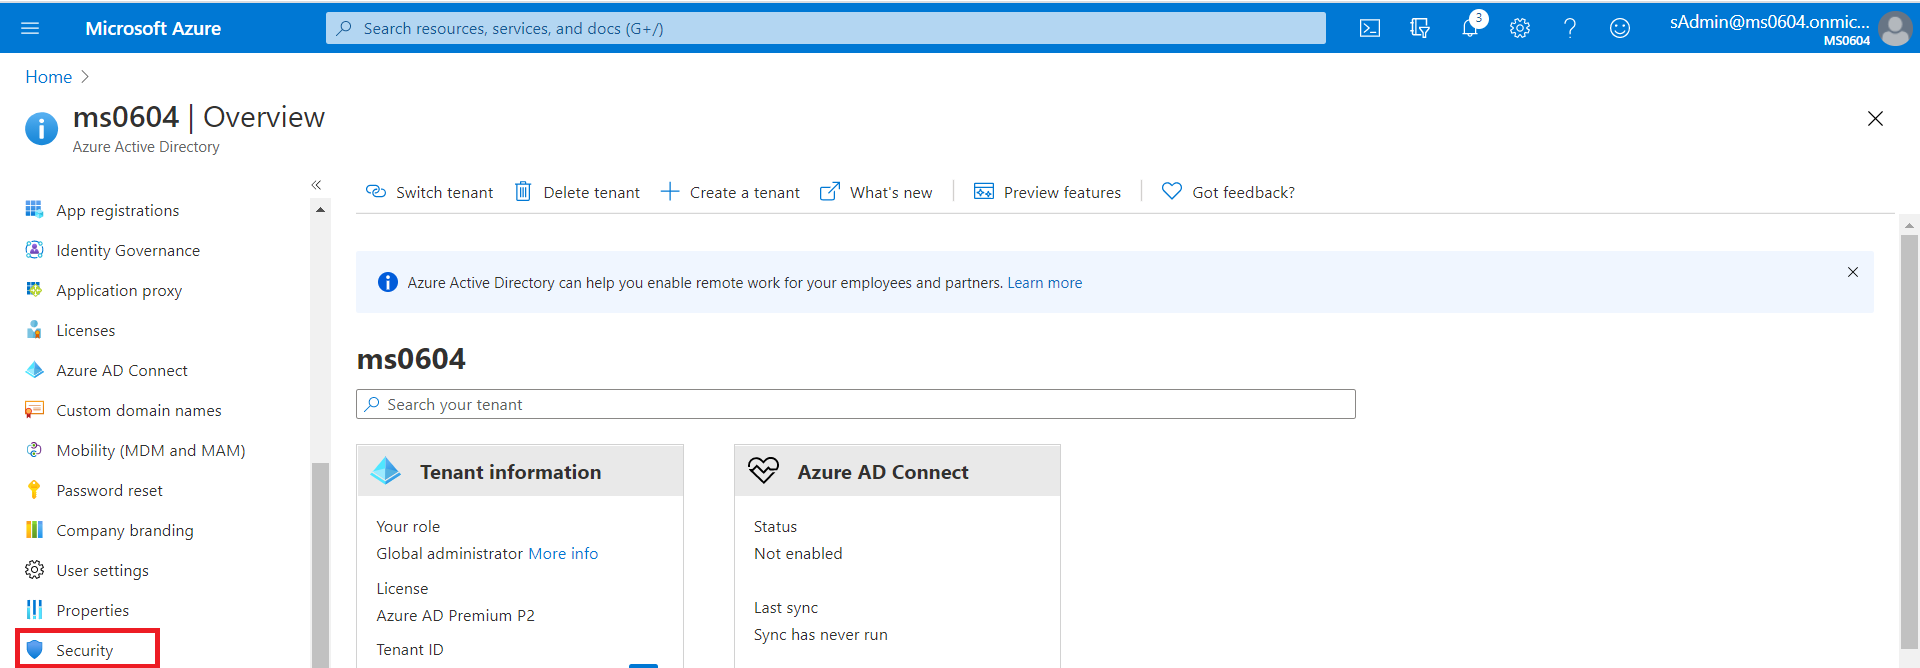 Microsoft Azure
Search resources, services, and docs (G+/)
3
sAdmin@ms0604.onmic...
MS0604
Home
ms0604 | Overview
Azure Active Directory
«
App registrations
Identity Governance
Application proxy
Licenses
Azure AD Connect
Custom domain names
Mobility (MDM and MAM)
Password reset
Company branding
User settings
Properties
Security
Switch tenant
Delete tenant
Create a tenant
What's new
Preview features
Got feedback?
Azure Active Directory can help you enable remote work for your employees and partners. Learn more
ms0604
Search your tenant
Tenant information
Your role
Global administrator More info
License
Azure AD Premium P2
Tenant ID
Azure AD Connect
Status
Not enabled
Last sync
Sync has never run